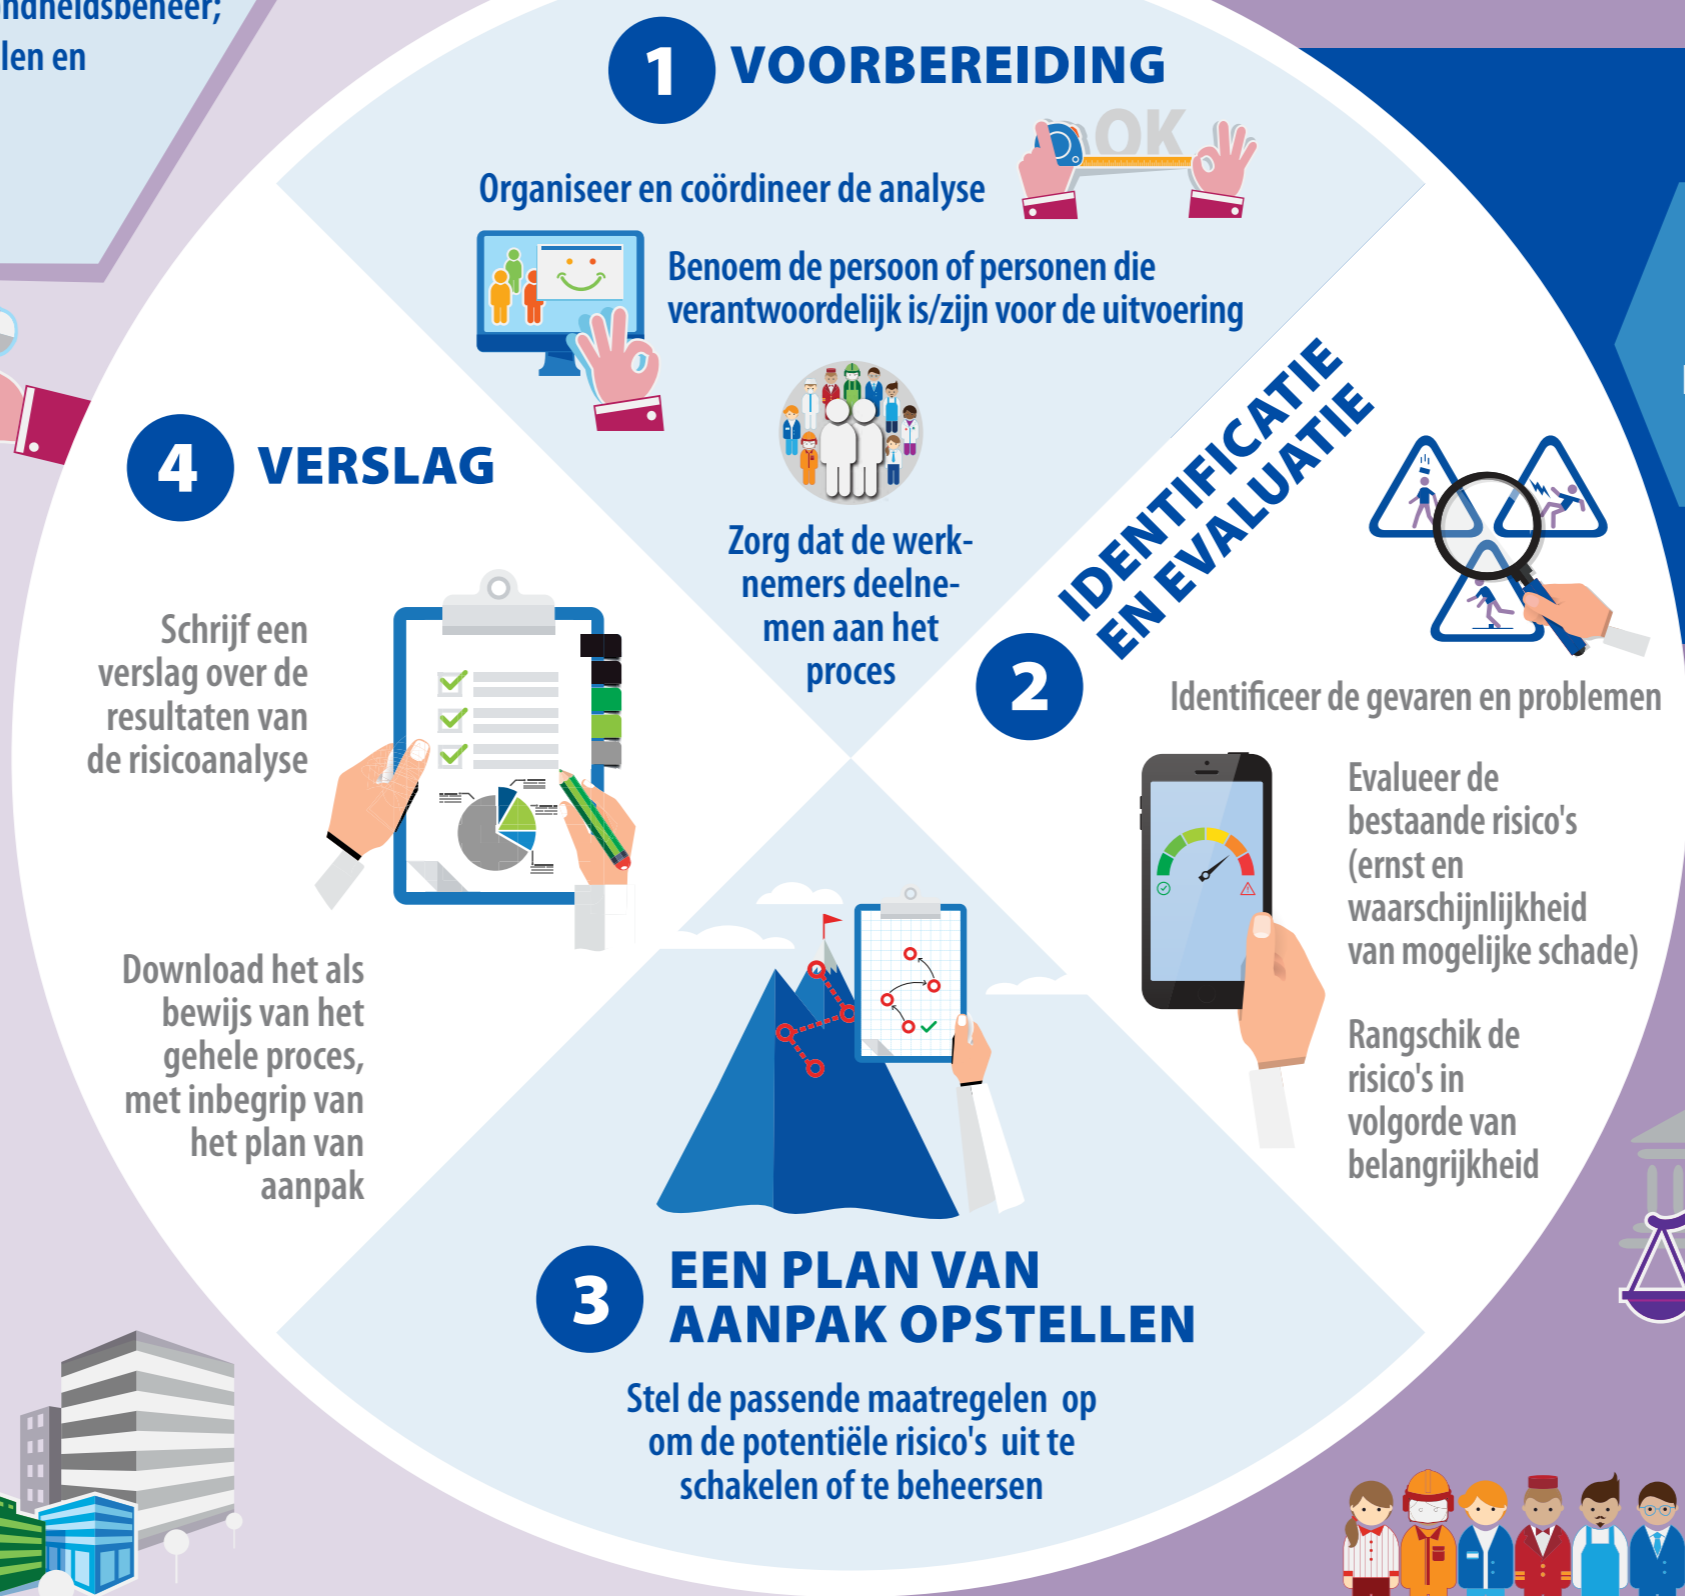 len en
1 VOORBEREIDING
OK
Organiseer en coördineer de analyse
Benoem de persoon of personen die
verantwoordelijk is/zijn voor de uitvoering
Zorg dat de werk-
nemers deelne-
men aan het
proces
2 IDENTIFICATIE
EN EVALUATIE
Identificeer de gevaren en problemen
Evalueer de
bestaande risico's
(ernst en
waarschijnlijkheid
van mogelijke schade)
Rangschik de
risico's in
volgorde van
belangrijkheid
3 EEN PLAN VAN
AANPAK OPSTELLEN
Stel de passende maatregelen op
om de potentiële risico's uit te
schakelen of te beheersen
4 VERSLAG
Schrijf een
verslag over de
resultaten van
de risicoanalyse
Download het als
bewijs van het
gehele proces,
met inbegrip van
het plan van
aanpak